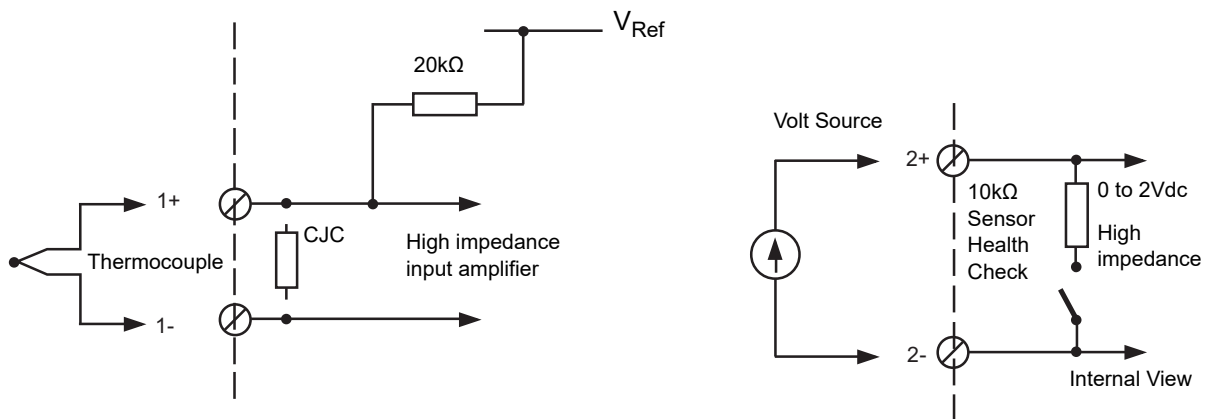 V_Ref
20kΩ
1+
CJC
Thermocouple
High impedance
input amplifier
1-
Volt Source
2+
10kΩ
Sensor
Health
Check
0 to 2Vdc
High
impedance
2-
Internal View